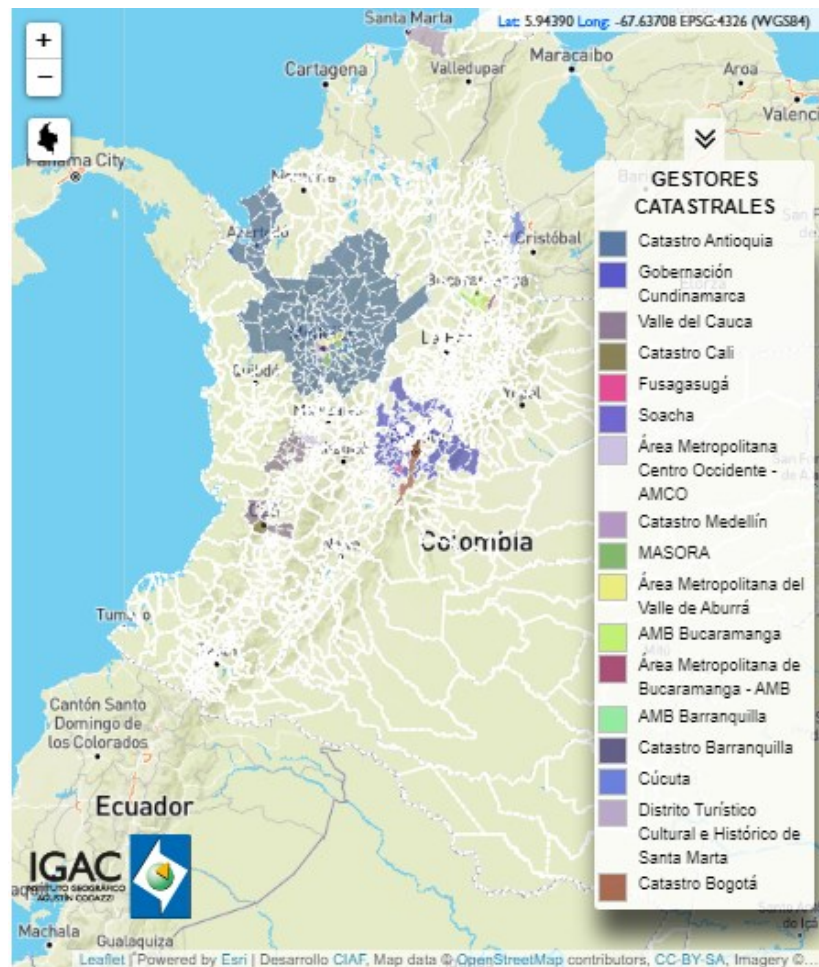 Santa Marta
Lat: 5.94390 Long: -67.63708 EPSG:4326 (WGS84)
+
−
Cartagena
Valledupar
Maracaibo
Aroa
Panama City
GESTORES
CATASTRALES
Cristóbal
Catastro Antioquia
Gobernación
Cundinamarca
Valle del Cauca
Catastro Cali
Fusagasugá
Soacha
Área Metropolitana
Centro Occidente -
AMCO
Catastro Medellín
MASORA
Área Metropolitana del
Valle de Aburrá
AMB Bucaramanga
Área Metropolitana de
Bucaramanga - AMB
AMB Barranquilla
Catastro Barranquilla
Cúcuta
Distrito Turístico
Cultural e Histórico de
Santa Marta
Catastro Bogotá
Colombia
Cantón Santo
Domingo de
los Colorados
Ecuador
IGAC
INSTITUTO GEOGRÁFICO
AGUSTÍN CODAZZI
Machala
Gualaquiza
Leaflet | Powered by Esri | Desarrollo CIAF, Map data © OpenStreetMap contributors, CC-BY-SA, Imagery ©...